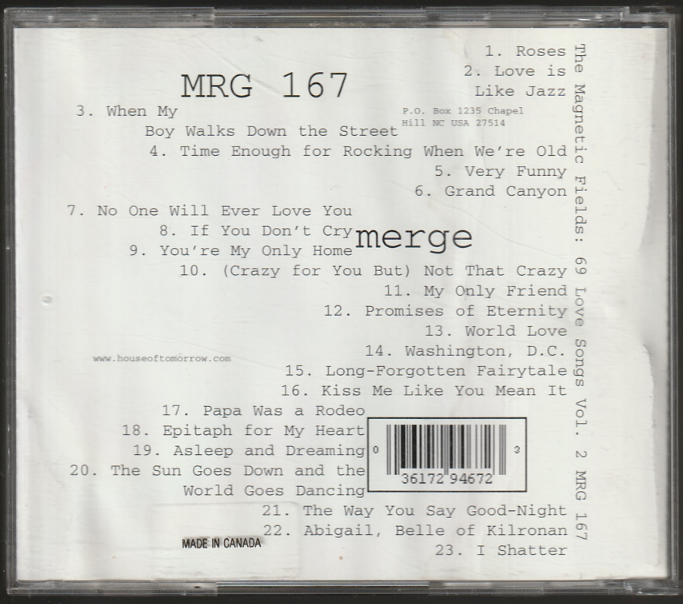 1. Roses
2. Love is
Like Jazz
MRG 167
3. When My
Boy Walks Down the Street
P.O. Box 1235 Chapel
Hill NC USA 27514
4. Time Enough for Rocking When We're Old
5. Very Funny
6. Grand Canyon
7. No One Will Ever Love You
8. If You Don't Cry
9. You're My Only Home
merge
10. (Crazy for You But) Not That Crazy
11. My Only Friend
12. Promises of Eternity
13. World Love
14. Washington, D.C.
www.houseoftomorrow.com
15. Long-Forgotten Fairytale
16. Kiss Me Like You Mean It
17. Papa Was a Rodeo
18. Epitaph for My Heart
19. Asleep and Dreaming
20. The Sun Goes Down and the
World Goes Dancing
0 36172 94672 3
21. The Way You Say Good-Night
22. Abigail, Belle of Kilronan
23. I Shatter
MADE IN CANADA
The Magnetic Fields: 69 Love Songs Vol. 2 MRG 167